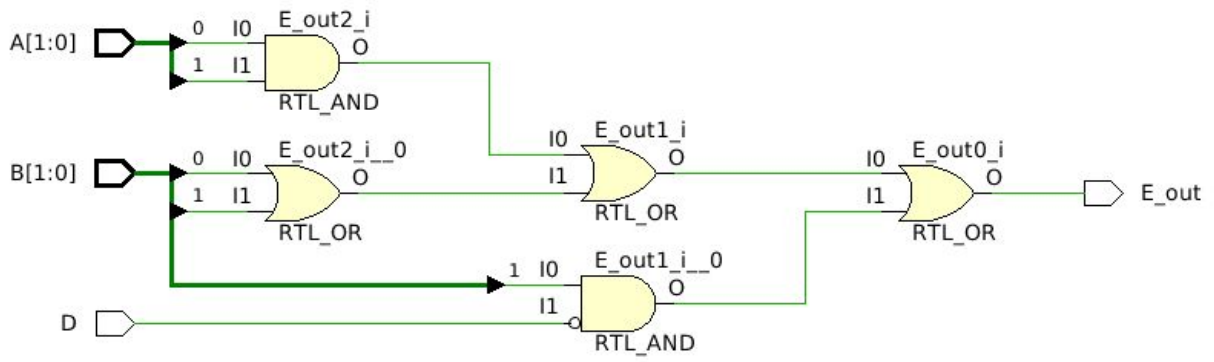 E_out2_i
A[1:0]
0 I0
O
1 I1
RTL_AND
E_out2_i__0
B[1:0]
0 I0
O
1 I1
RTL_OR
E_out1_i
I0
O
I1
RTL_OR
E_out0_i
I0
O
I1
RTL_OR
E_out
E_out1_i__0
1 I0
O
I1
D
RTL_AND